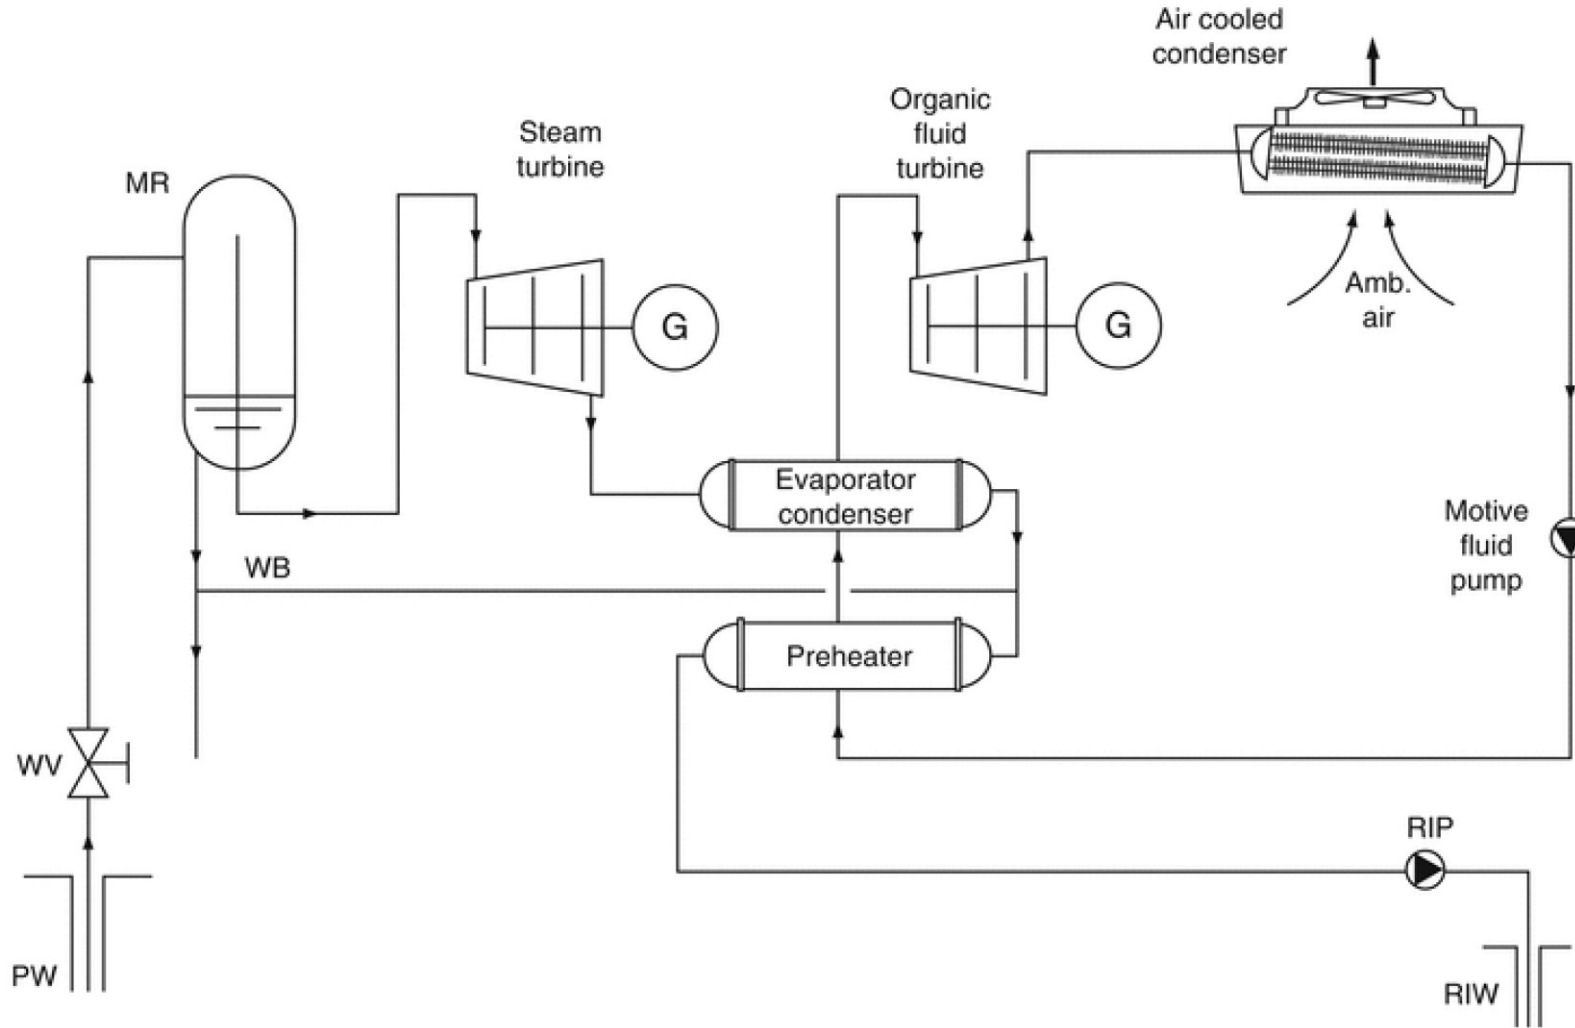 Air cooled
condenser
Organic
fluid
turbine
Steam
turbine
MR
G
G
Amb.
air
Evaporator
condenser
Motive
fluid
pump
WB
Preheater
WV
RIP
PW
RIW